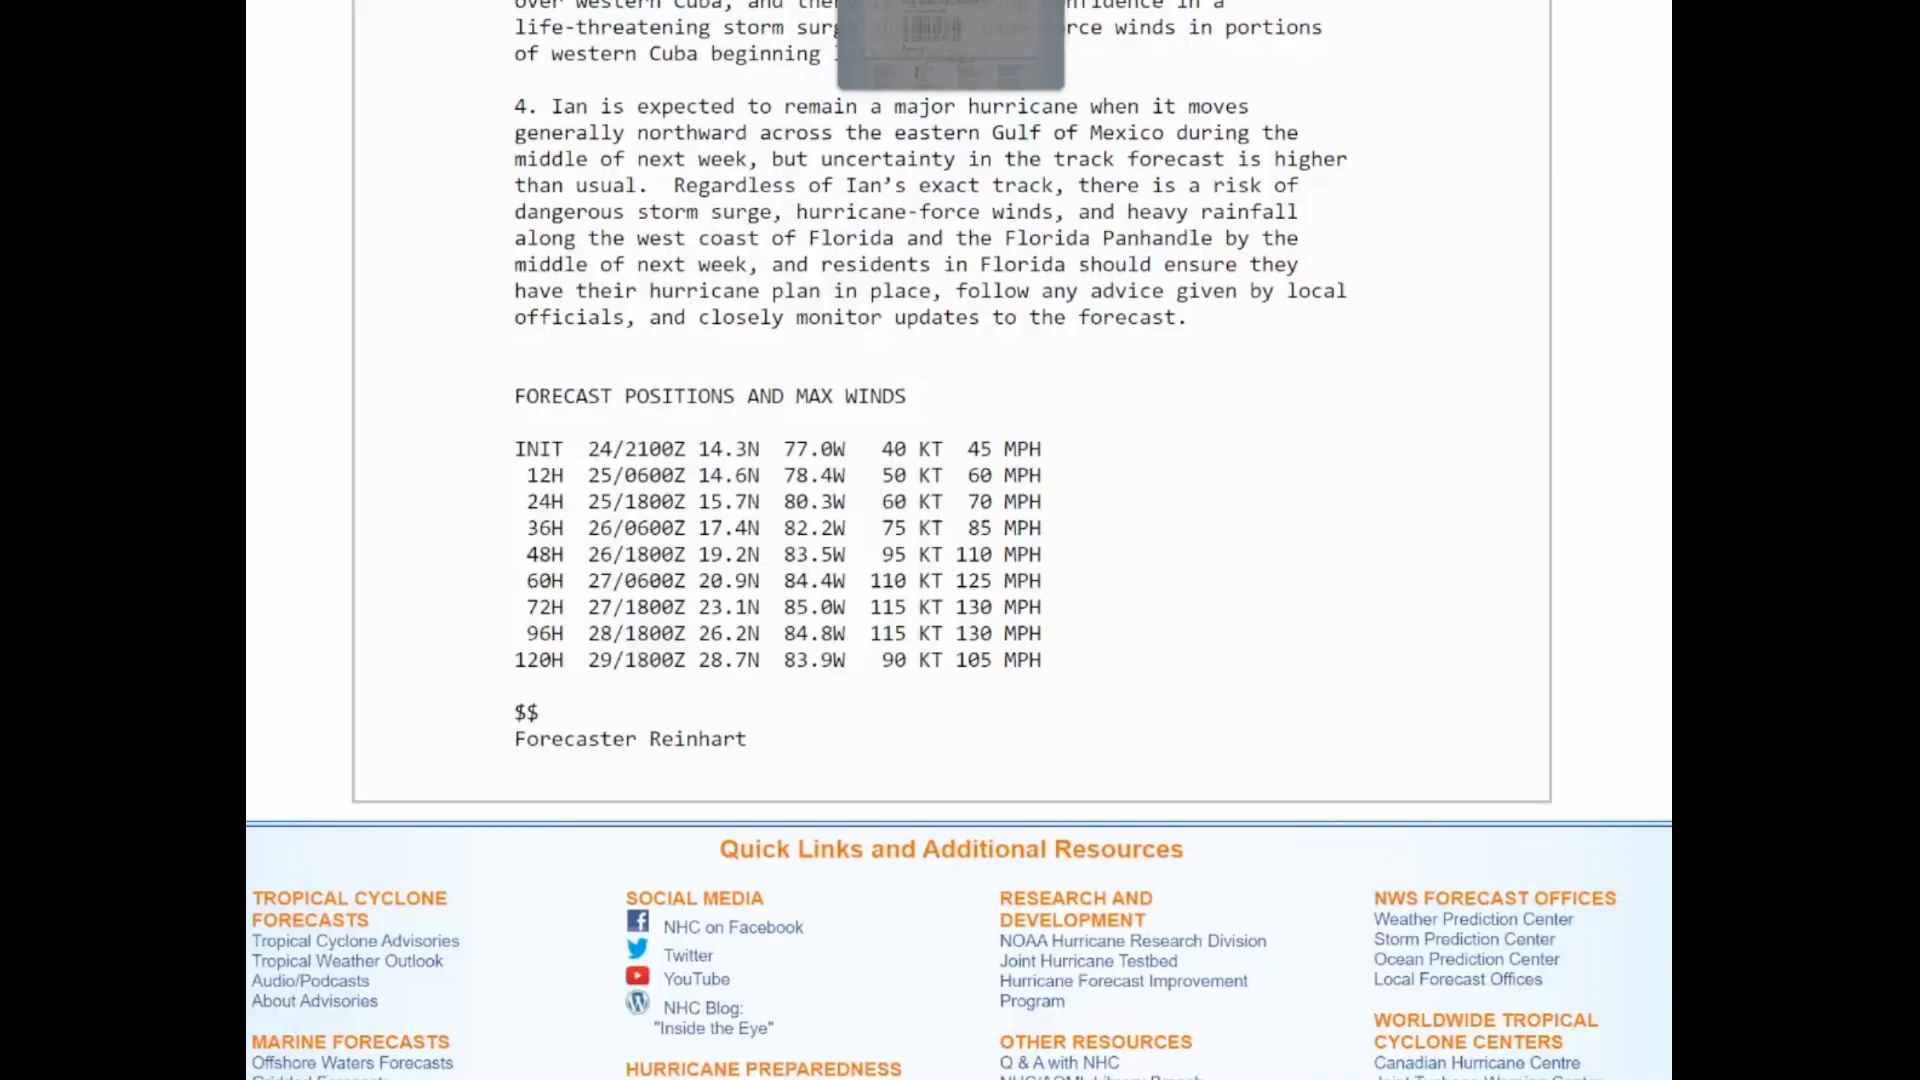 over western Cuba, and
life-threatening storm surg rce winds in portions
of western Cuba beginning
4. Ian is expected to remain a major hurricane when it moves
generally northward across the eastern Gulf of Mexico during the
middle of next week, but uncertainty in the track forecast is higher
than usual.  Regardless of Ian’s exact track, there is a risk of
dangerous storm surge, hurricane-force winds, and heavy rainfall
along the west coast of Florida and the Florida Panhandle by the
middle of next week, and residents in Florida should ensure they
have their hurricane plan in place, follow any advice given by local
officials, and closely monitor updates to the forecast.
FORECAST POSITIONS AND MAX WINDS
INIT  24/2100Z 14.3N  77.0W   40 KT  45 MPH
12H  25/0600Z 14.6N  78.4W   50 KT  60 MPH
24H  25/1800Z 15.7N  80.3W   60 KT  70 MPH
36H  26/0600Z 17.4N  82.2W   75 KT  85 MPH
48H  26/1800Z 19.2N  83.5W   95 KT 110 MPH
60H  27/0600Z 20.9N  84.4W  110 KT 125 MPH
72H  27/1800Z 23.1N  85.0W  115 KT 130 MPH
96H  28/1800Z 26.2N  84.8W  115 KT 130 MPH
120H  29/1800Z 28.7N  83.9W   90 KT 105 MPH
$$
Forecaster Reinhart
Quick Links and Additional Resources
TROPICAL CYCLONE
FORECASTS
Tropical Cyclone Advisories
Tropical Weather Outlook
Audio/Podcasts
About Advisories
MARINE FORECASTS
Offshore Waters Forecasts
SOCIAL MEDIA
NHC on Facebook
Twitter
YouTube
NHC Blog:
"Inside the Eye"
HURRICANE PREPAREDNESS
RESEARCH AND
DEVELOPMENT
NOAA Hurricane Research Division
Joint Hurricane Testbed
Hurricane Forecast Improvement
Program
OTHER RESOURCES
Q & A with NHC
NWS FORECAST OFFICES
Weather Prediction Center
Storm Prediction Center
Ocean Prediction Center
Local Forecast Offices
WORLDWIDE TROPICAL
CYCLONE CENTERS
Canadian Hurricane Centre